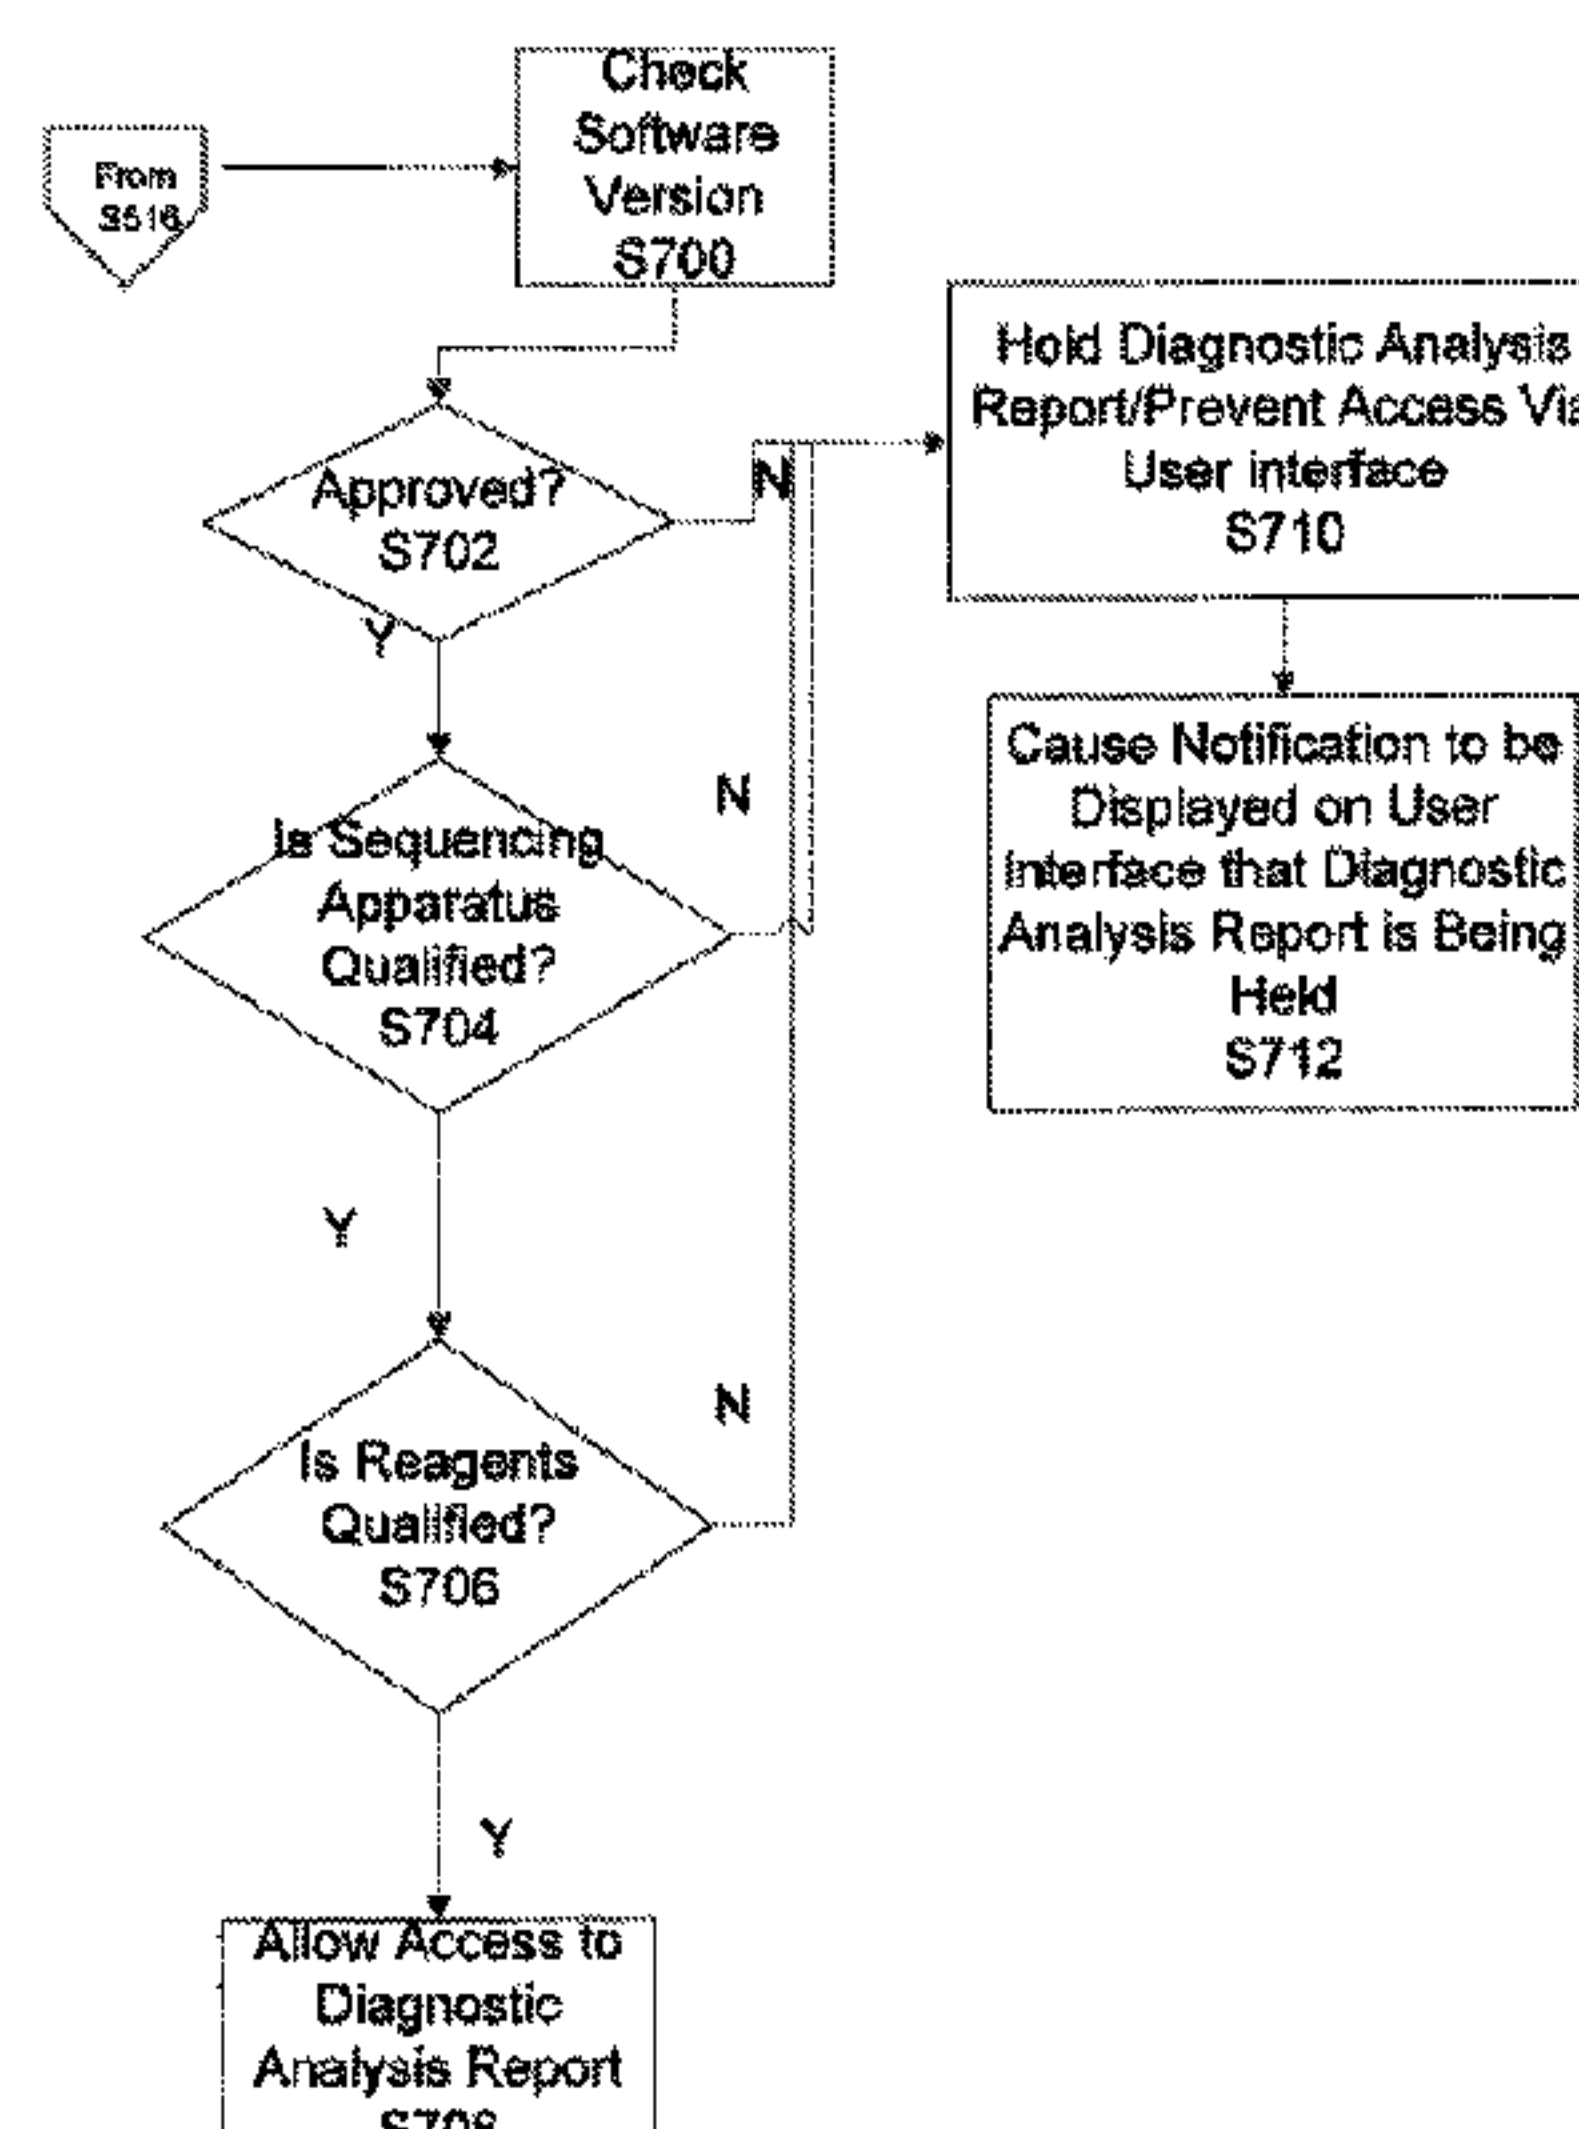 From
S516
Check
Software
Version
S700
Approved?
S702
N
Y
Hold Diagnostic Analysis
Report/Prevent Access Via
User interface
S710
Cause Notification to be
Displayed on User
Interface that Diagnostic
Analysis Report is Being
Held
S712
Is Sequencing
Apparatus
Qualified?
S704
N
Y
Is Reagents
Qualified?
S706
N
Y
Allow Access to
Diagnostic
Analysis Report
S708